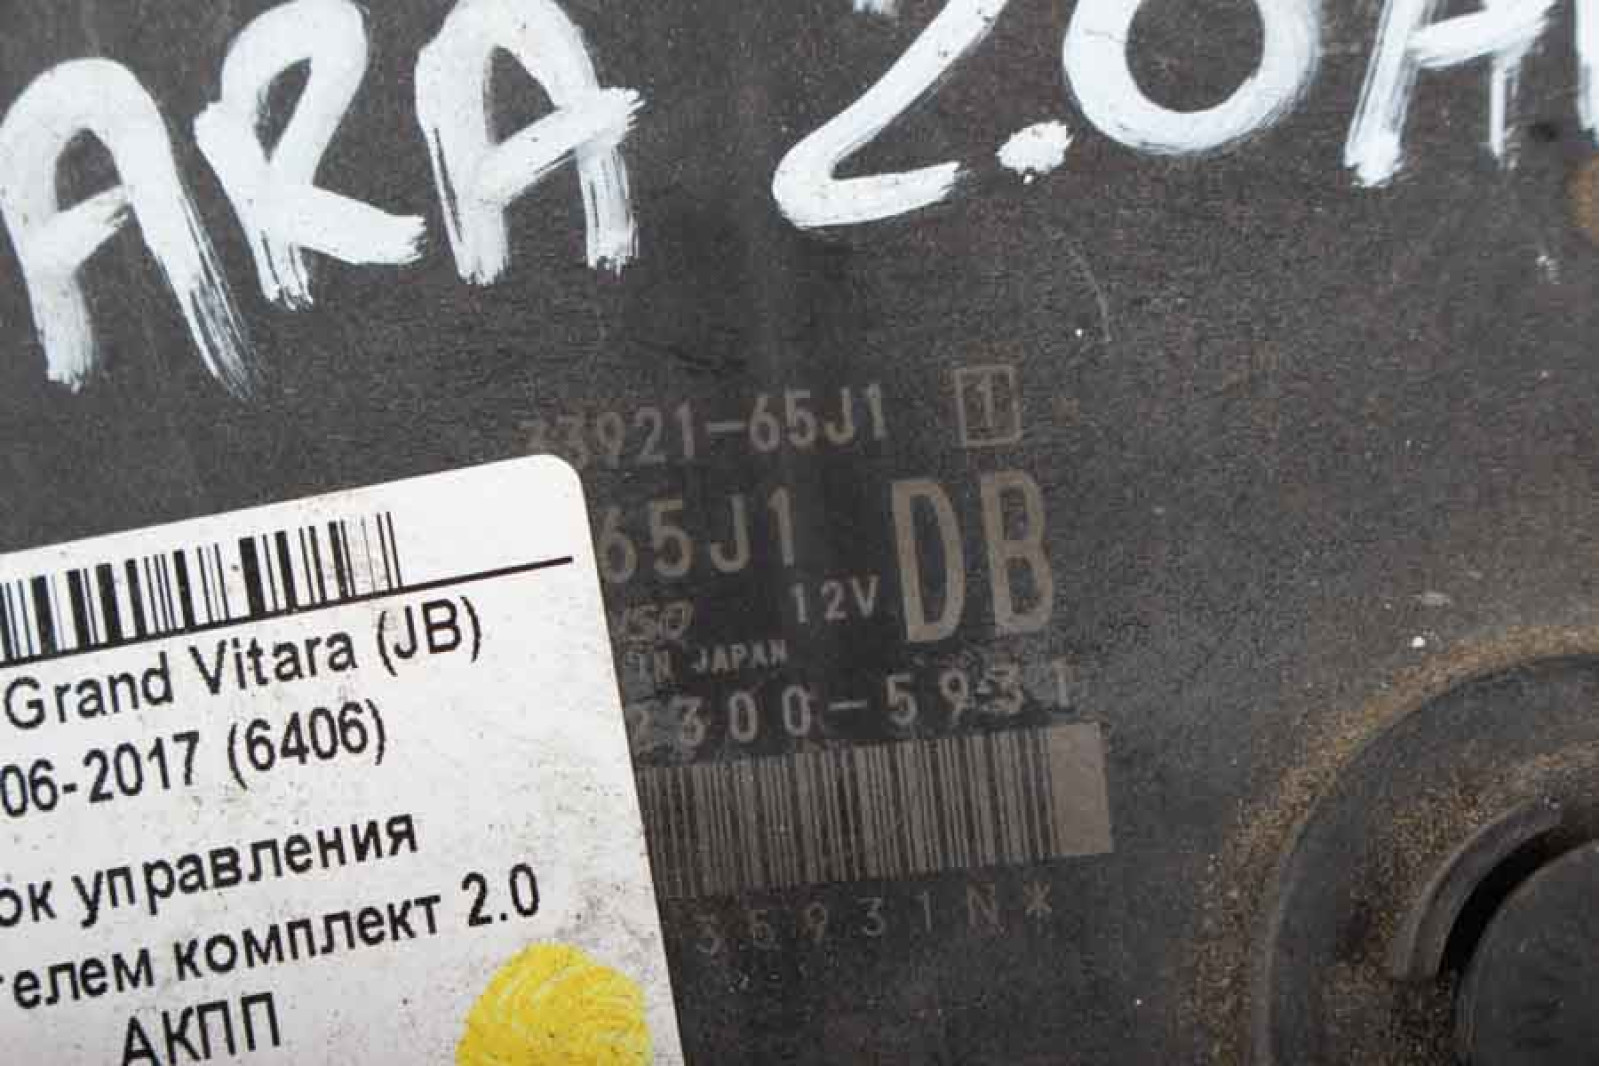 ARA 2.0A
33921-65J1 1
65J1 DB
12V
IN JAPAN
2300-5931
35931N*
Grand Vitara (JB)
06-2017 (6406)
ок управления
телем комплект 2.0
АКПП